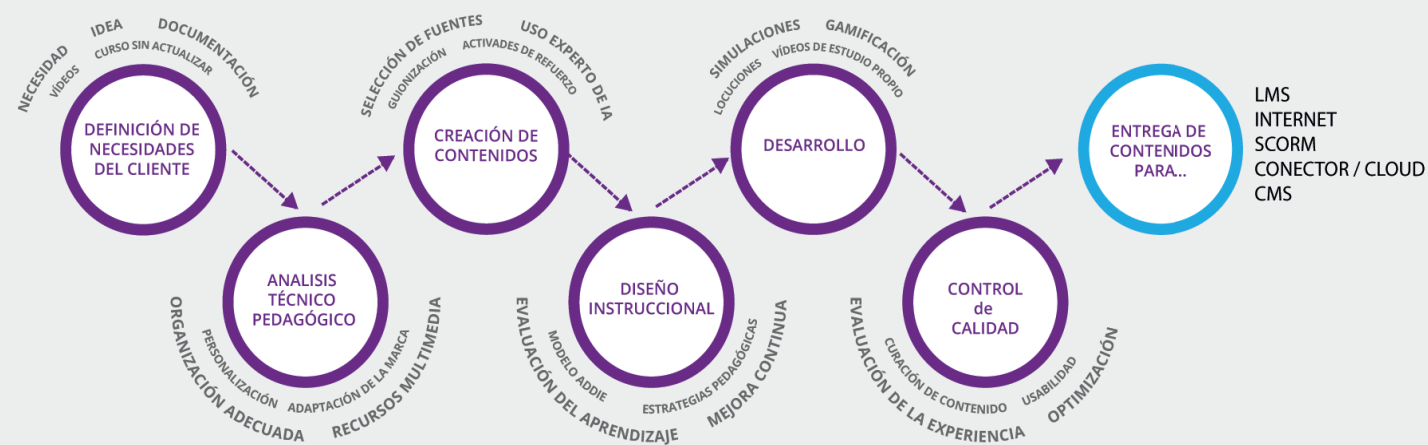 NECESIDAD
IDEA
DOCUMENTACIÓN
VÍDEOS
CURSO SIN ACTUALIZAR
DEFINICIÓN DE
NECESIDADES
DEL CLIENTE
ANALISIS
TÉCNICO
PEDAGÓGICO
PERSONALIZACIÓN
ADAPTACIÓN DE LA MARCA
ORGANIZACIÓN ADECUADA
RECURSOS MULTIMEDIA
SELECCIÓN DE FUENTES
USO EXPERTO DE IA
GUIONIZACIÓN
ACTIVADES DE REFUERZO
CREACIÓN DE
CONTENIDOS
DISEÑO
INSTRUCCIONAL
MODELO ADDIE
ESTRATEGIAS PEDAGÓGICAS
EVALUACIÓN DEL APRENDIZAJE
MEJORA CONTINUA
SIMULACIONES
GAMIFICACIÓN
LOCUCIONES
VÍDEOS DE ESTUDIO PROPIO
DESARROLLO
CONTROL
de
CALIDAD
CURACIÓN DE CONTENIDO
USABILIDAD
EVALUACIÓN DE LA EXPERIENCIA
OPTIMIZACIÓN
ENTREGA DE
CONTENIDOS
PARA...
LMS
INTERNET
SCORM
CONECTOR / CLOUD
CMS